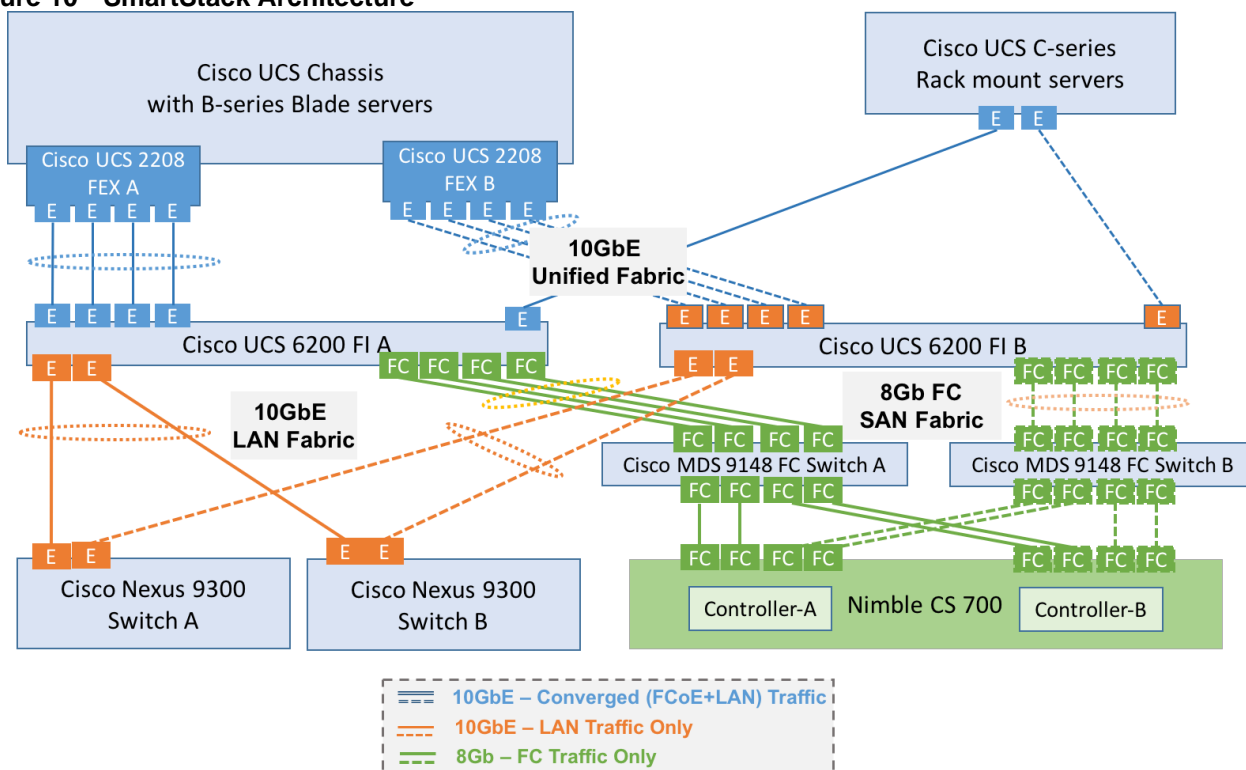 ure 10 SmartStack Architecture
Cisco UCS Chassis
with B-series Blade servers
Cisco UCS C-series
Rack mount servers
E E
Cisco UCS 2208
FEX A
Cisco UCS 2208
FEX B
E E E E
E E E E
10GbE
Unified Fabric
E E E E
E
E E E E
E
Cisco UCS 6200 FI A
Cisco UCS 6200 FI B
E E
FC FC FC FC
E E
FC FC FC FC
10GbE
LAN Fabric
8Gb FC
SAN Fabric
FC FC FC FC
FC FC FC FC
Cisco MDS 9148 FC Switch A
Cisco MDS 9148 FC Switch B
FC FC FC FC
FC FC FC FC
E E
E E
FC FC FC FC
FC FC FC FC
Cisco Nexus 9300
Switch A
Cisco Nexus 9300
Switch B
Controller-A
Nimble CS 700
Controller-B
10GbE – Converged (FCoE+LAN) Traffic
10GbE – LAN Traffic Only
8Gb – FC Traffic Only